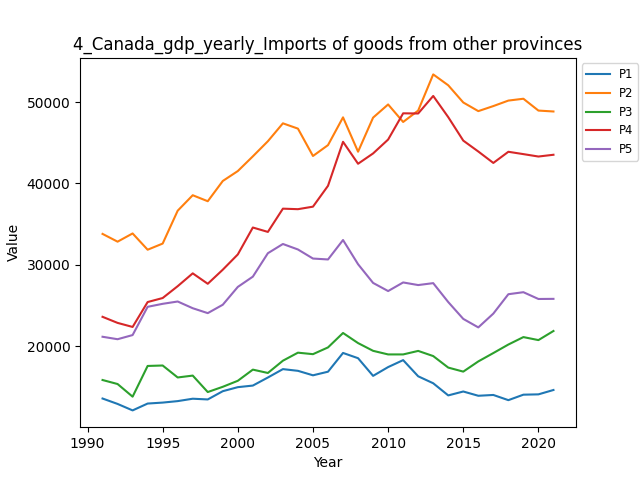 4_Canada_gdp_yearly_Imports of goods from other provinces
P1
P2
P3
P4
P5
50000
40000
30000
20000
Value
1990
1995
2000
2005
2010
2015
2020
Year